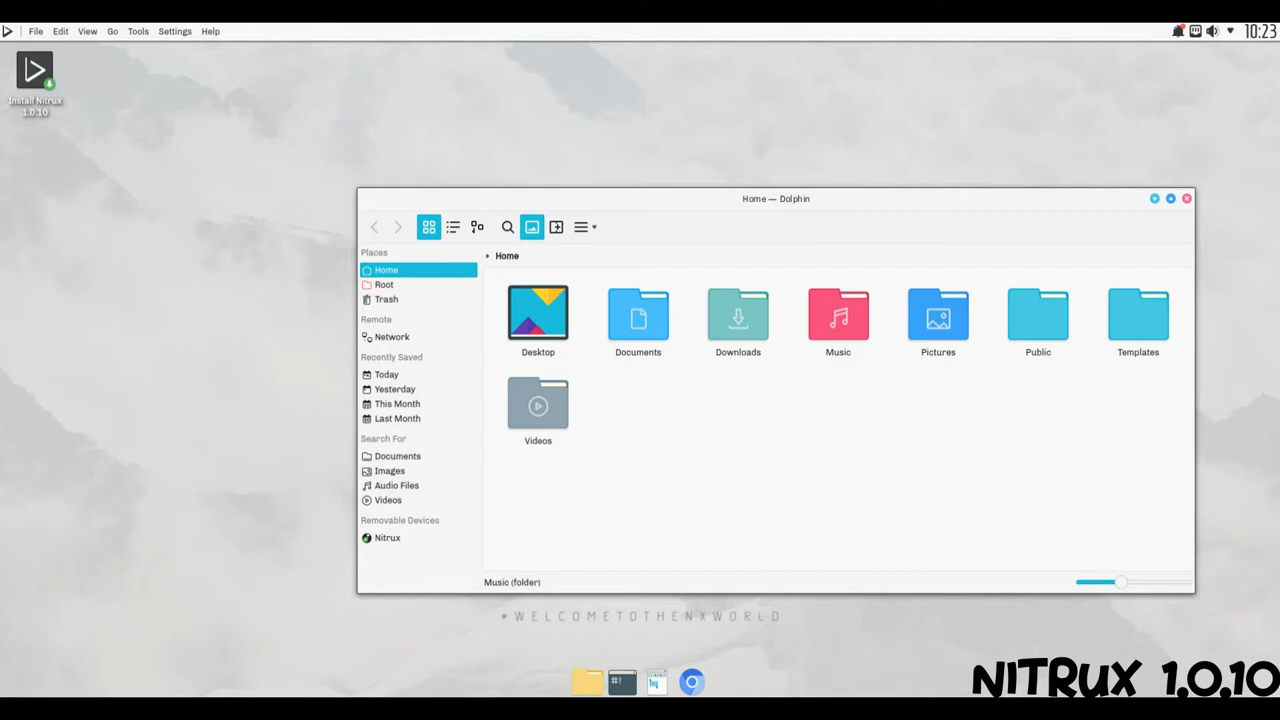 File Edit View Go Tools Settings Help
10:23
Install Nitrux
1.0.10
Home — Dolphin
Places
Home
Root
Trash
Remote
Network
Recently Saved
Today
Yesterday
This Month
Last Month
Search For
Documents
Images
Audio Files
Videos
Removable Devices
Nitrux
Home
Desktop
Documents
Downloads
Music
Pictures
Public
Templates
Videos
Music (folder)
#WELCOMETOTHENXWORLD
#!
NITRUX 1.0.10